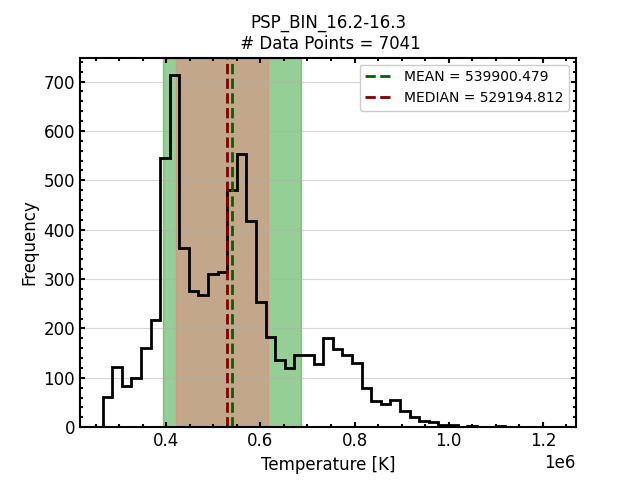 PSP_BIN_16.2-16.3
# Data Points = 7041
MEAN = 539900.479
MEDIAN = 529194.812
700
600
500
400
300
200
100
0
Frequency
0.4 0.6 0.8 1.0 1.2
1e6
Temperature [K]